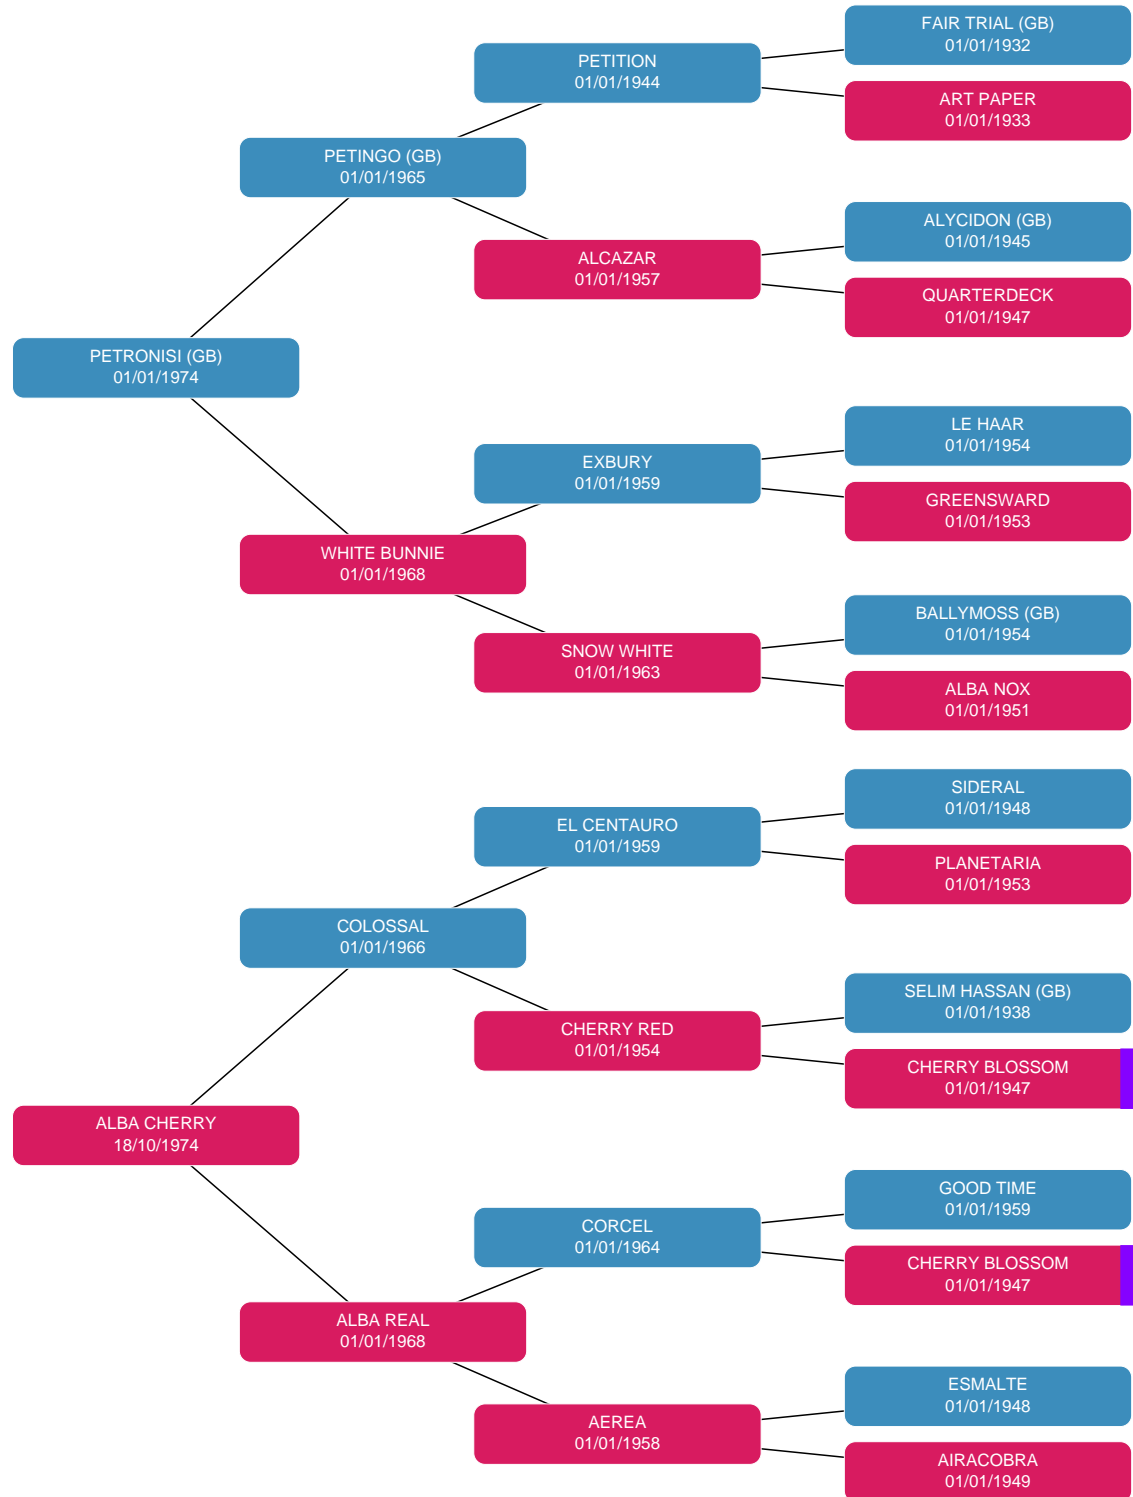 FAIR TRIAL (GB)
01/01/1932
PETITION
01/01/1944
ART PAPER
01/01/1933
PETINGO (GB)
01/01/1965
ALYCIDON (GB)
01/01/1945
ALCAZAR
01/01/1957
QUARTERDECK
01/01/1947
PETRONISI (GB)
01/01/1974
LE HAAR
01/01/1954
EXBURY
01/01/1959
GREENSWARD
01/01/1953
WHITE BUNNIE
01/01/1968
BALLYMOSS (GB)
01/01/1954
SNOW WHITE
01/01/1963
ALBA NOX
01/01/1951
SIDERAL
01/01/1948
EL CENTAURO
01/01/1959
PLANETARIA
01/01/1953
COLOSSAL
01/01/1966
SELIM HASSAN (GB)
01/01/1938
CHERRY RED
01/01/1954
CHERRY BLOSSOM
01/01/1947
ALBA CHERRY
18/10/1974
GOOD TIME
01/01/1959
CORCEL
01/01/1964
CHERRY BLOSSOM
01/01/1947
ALBA REAL
01/01/1968
ESMALTE
01/01/1948
AEREA
01/01/1958
AIRACOBRA
01/01/1949